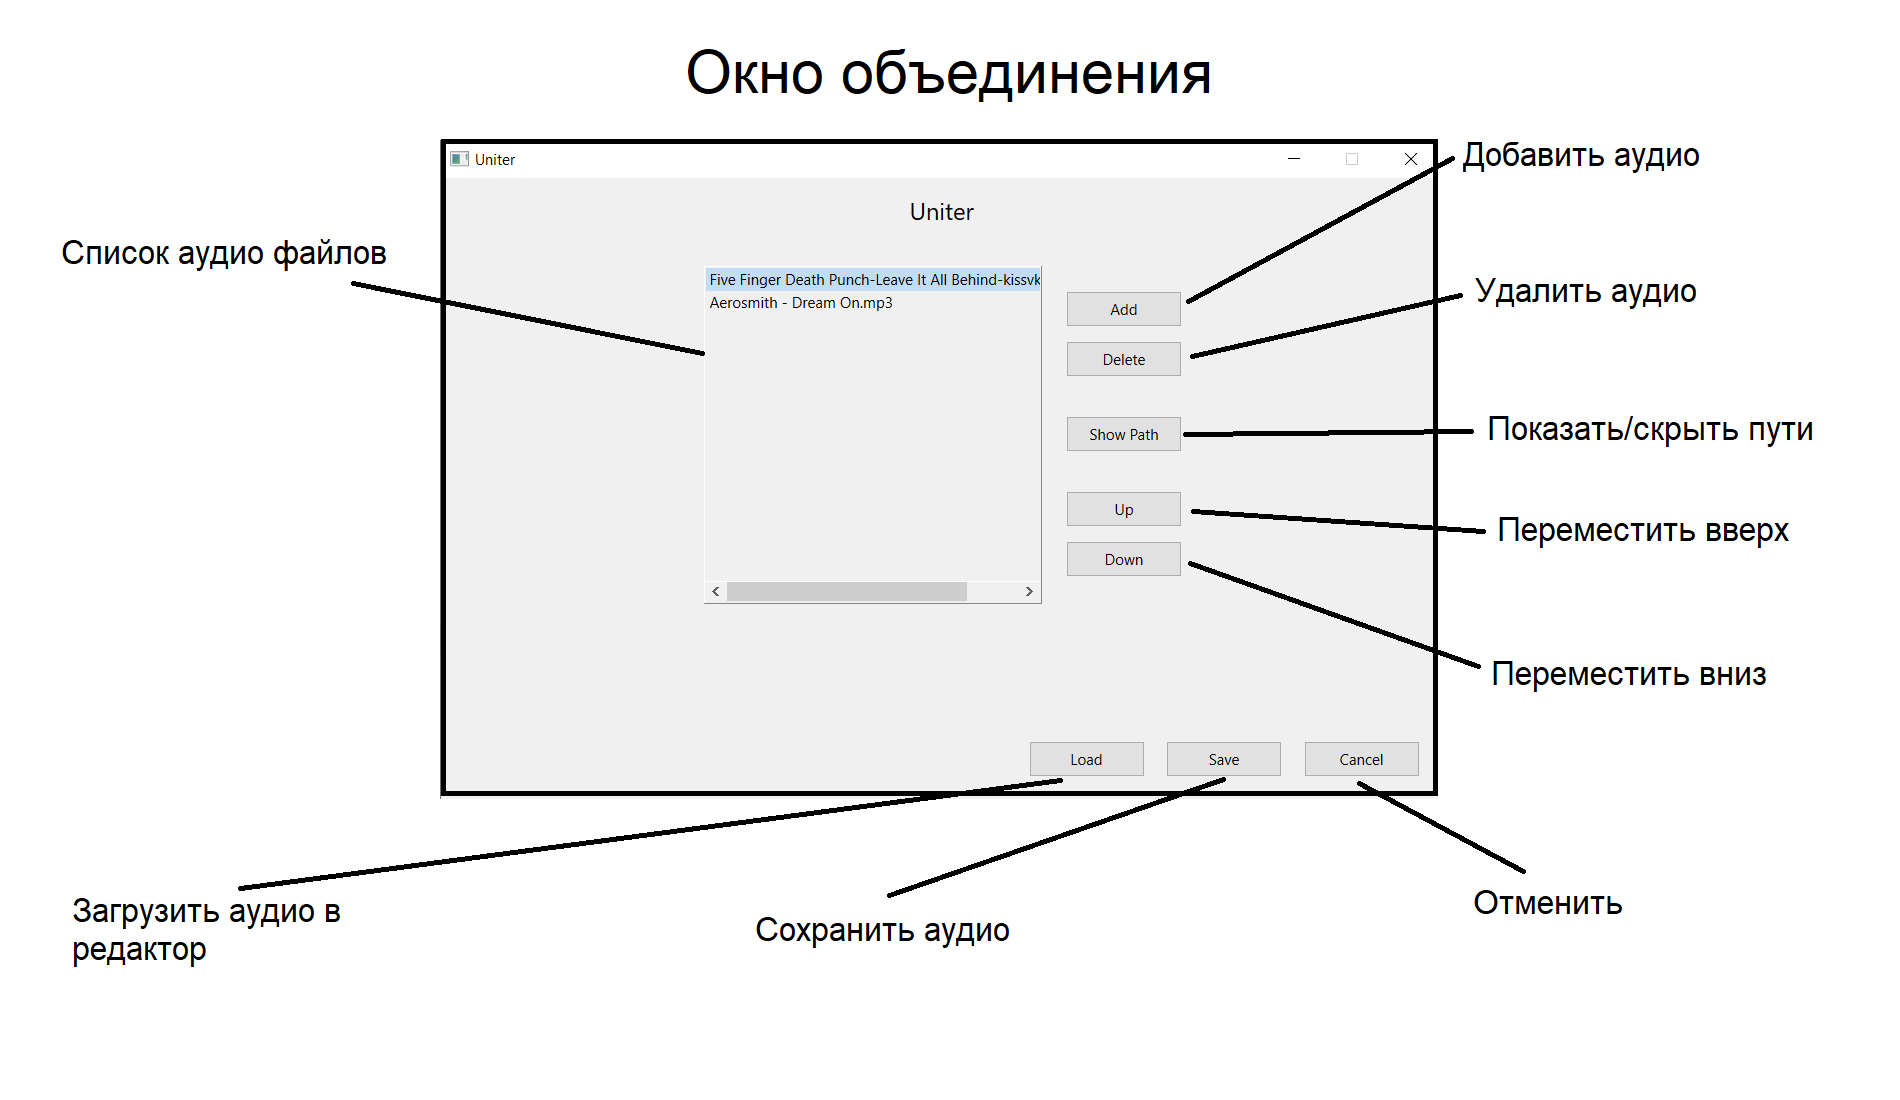 Окно объединения
Uniter
Добавить аудио
Uniter
Список аудио файлов
Five Finger Death Punch-Leave It All Behind-kissvk
Aerosmith - Dream On.mp3
Add
Удалить аудио
Delete
Show Path
Показать/скрыть пути
Up
Переместить вверх
Down
Переместить вниз
Load
Save
Cancel
Загрузить аудио в
редактор
Сохранить аудио
Отменить